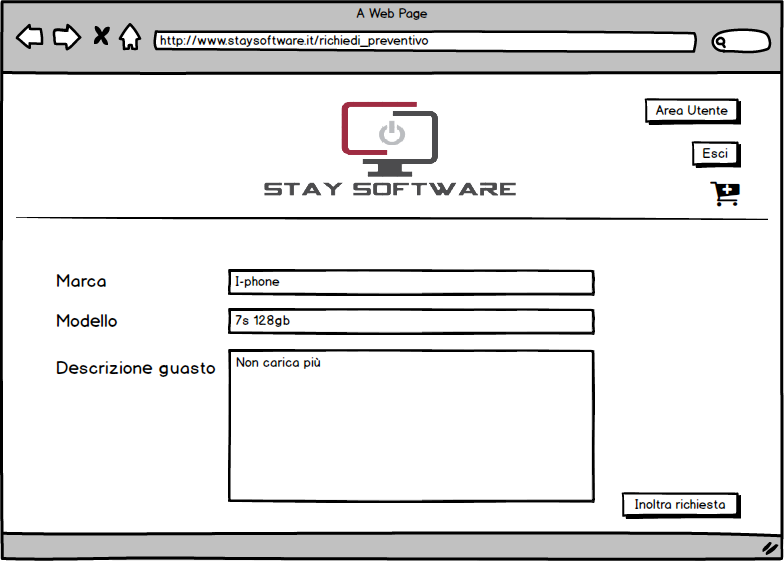 A Web Page
http://www.staysoftware.it/richiedi_preventivo
Area Utente
Esci
STAY SOFTWARE
Marca
I-phone
Modello
7s 128gb
Descrizione guasto
Non carica più
Inoltra richiesta